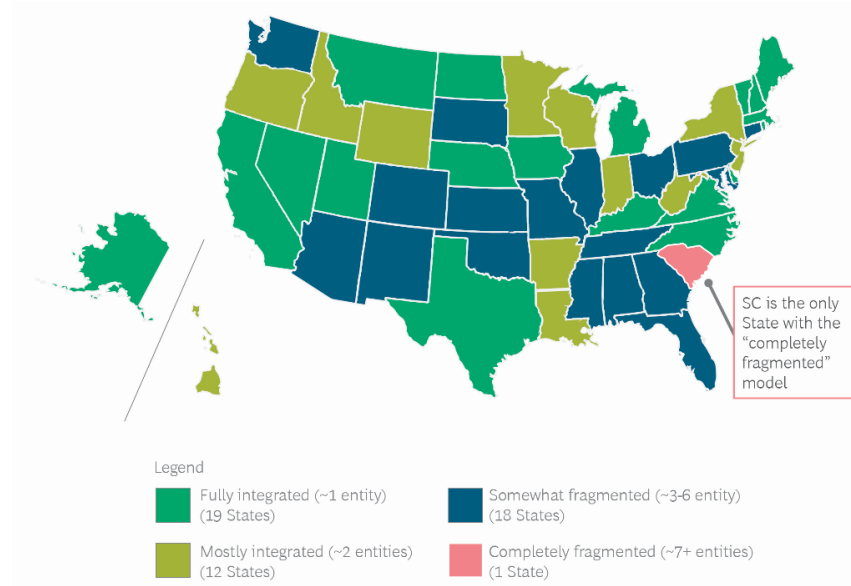 SC is the only
State with the
“completely
fragmented”
model
Legend
Fully integrated (~1 entity)
(19 States)
Somewhat fragmented (~3-6 entity)
(18 States)
Mostly integrated (~2 entities)
(12 States)
Completely fragmented (~7+ entities)
(1 State)